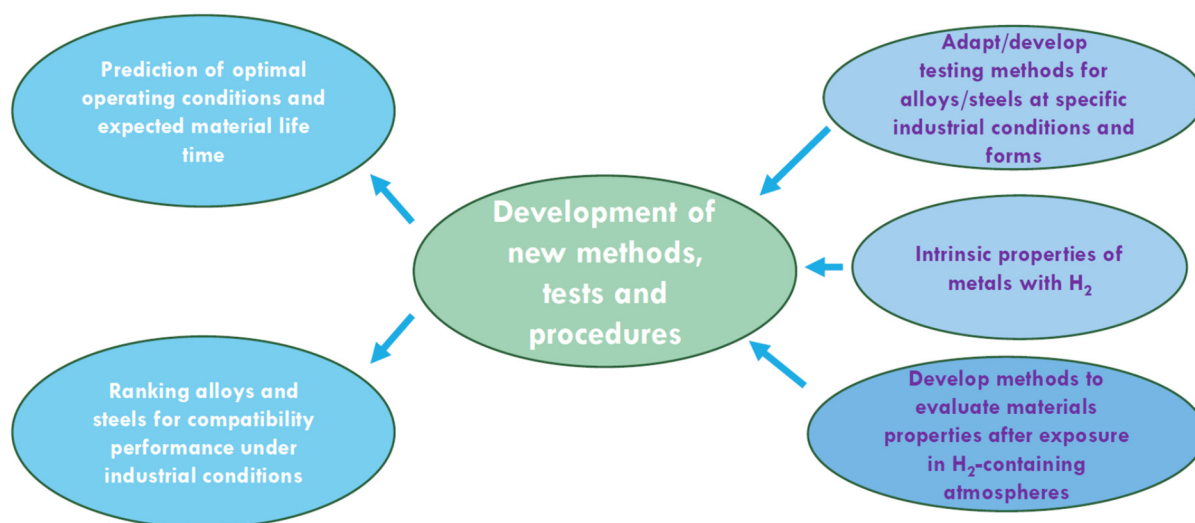 Prediction of optimal
operating conditions and
expected material life
time
Ranking alloys and
steels for compatibility
performance under
industrial conditions
Development of
new methods,
tests and
procedures
Adapt/develop
testing methods for
alloys/steels at specific
industrial conditions and
forms
Intrinsic properties of
metals with H₂
Develop methods to
evaluate materials
properties after exposure
in H₂-containing
atmospheres